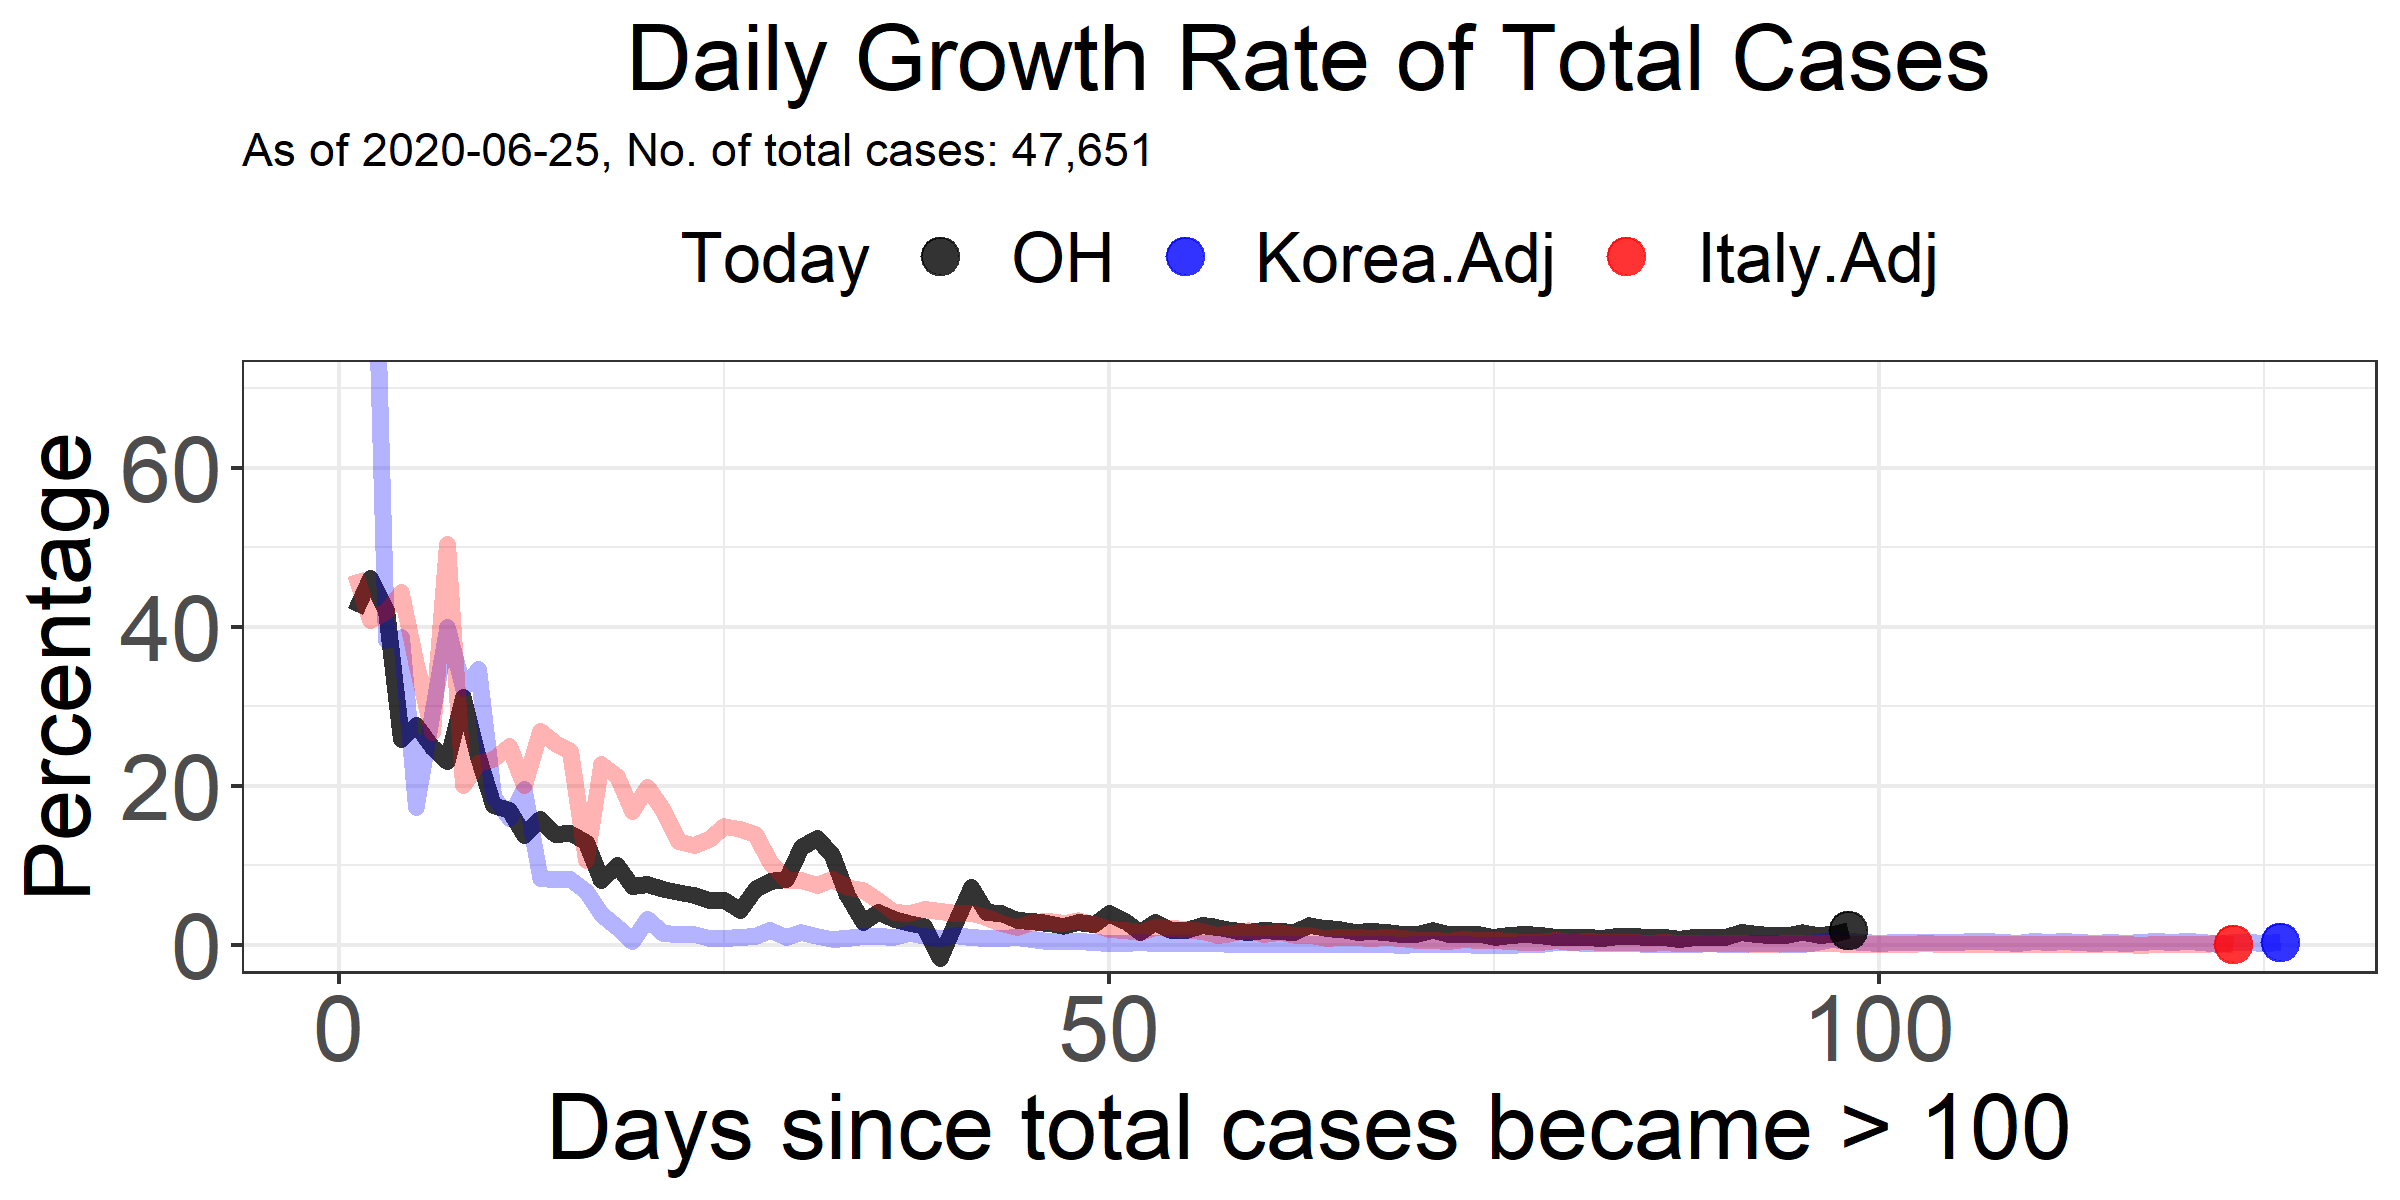 Daily Growth Rate of Total Cases
As of 2020-06-25, No. of total cases: 47,651
Today OH Korea.Adj Italy.Adj
Percentage
60
40
20
0
0 50 100
Days since total cases became > 100